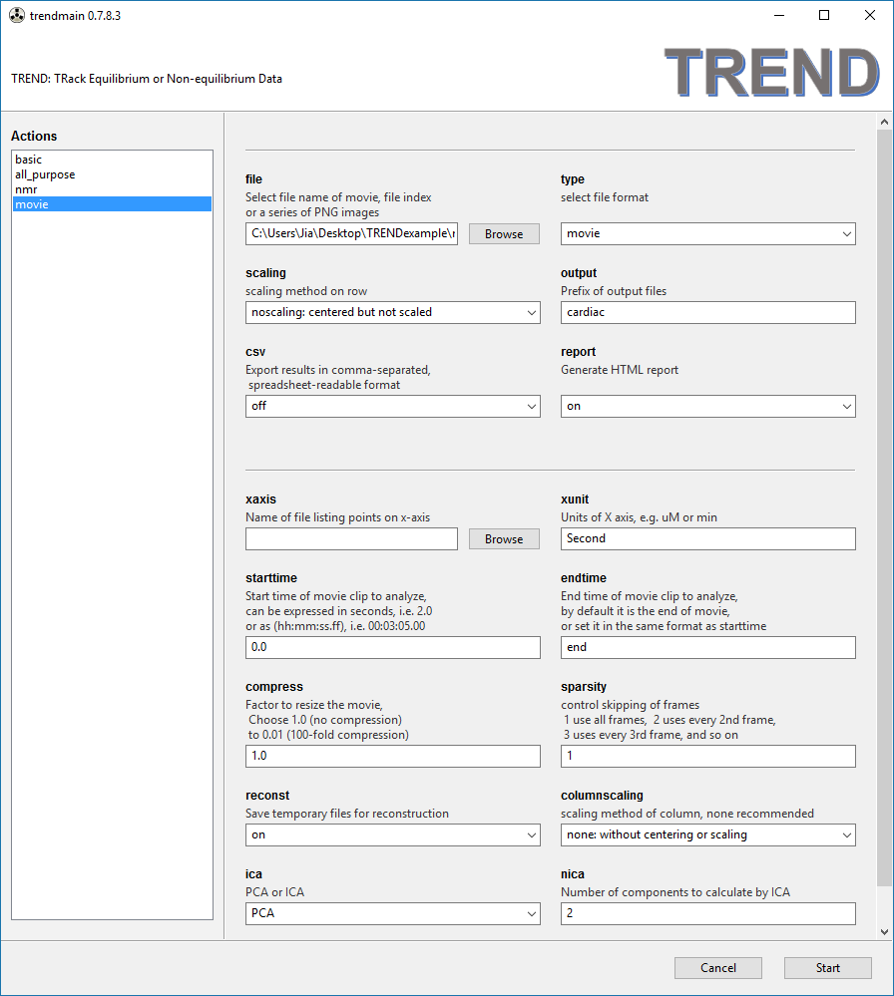 trendmain 0.7.8.3
TREND: TRack Equilibrium or Non-equilibrium Data
TREND
Actions
basic
all_purpose
nmr
movie
file
Select file name of movie, file index
or a series of PNG images
C:\Users\Jia\Desktop\TRENDexample\r
Browse
type
select file format
movie
scaling
scaling method on row
noscaling: centered but not scaled
output
Prefix of output files
cardiac
csv
Export results in comma-separated,
spreadsheet-readable format
off
report
Generate HTML report
on
xaxis
Name of file listing points on x-axis
Browse
xunit
Units of X axis, e.g. uM or min
Second
starttime
Start time of movie clip to analyze,
can be expressed in seconds, i.e. 2.0
or as (hh:mm:ss.ff), i.e. 00:03:05.00
0.0
endtime
End time of movie clip to analyze,
by default it is the end of movie,
or set it in the same format as starttime
end
compress
Factor to resize the movie,
Choose 1.0 (no compression)
to 0.01 (100-fold compression)
1.0
sparsity
control skipping of frames
1 use all frames, 2 uses every 2nd frame,
3 uses every 3rd frame, and so on
1
reconst
Save temporary files for reconstruction
on
columnscaling
scaling method of column, none recommended
none: without centering or scaling
ica
PCA or ICA
PCA
nica
Number of components to calculate by ICA
2
Cancel
Start